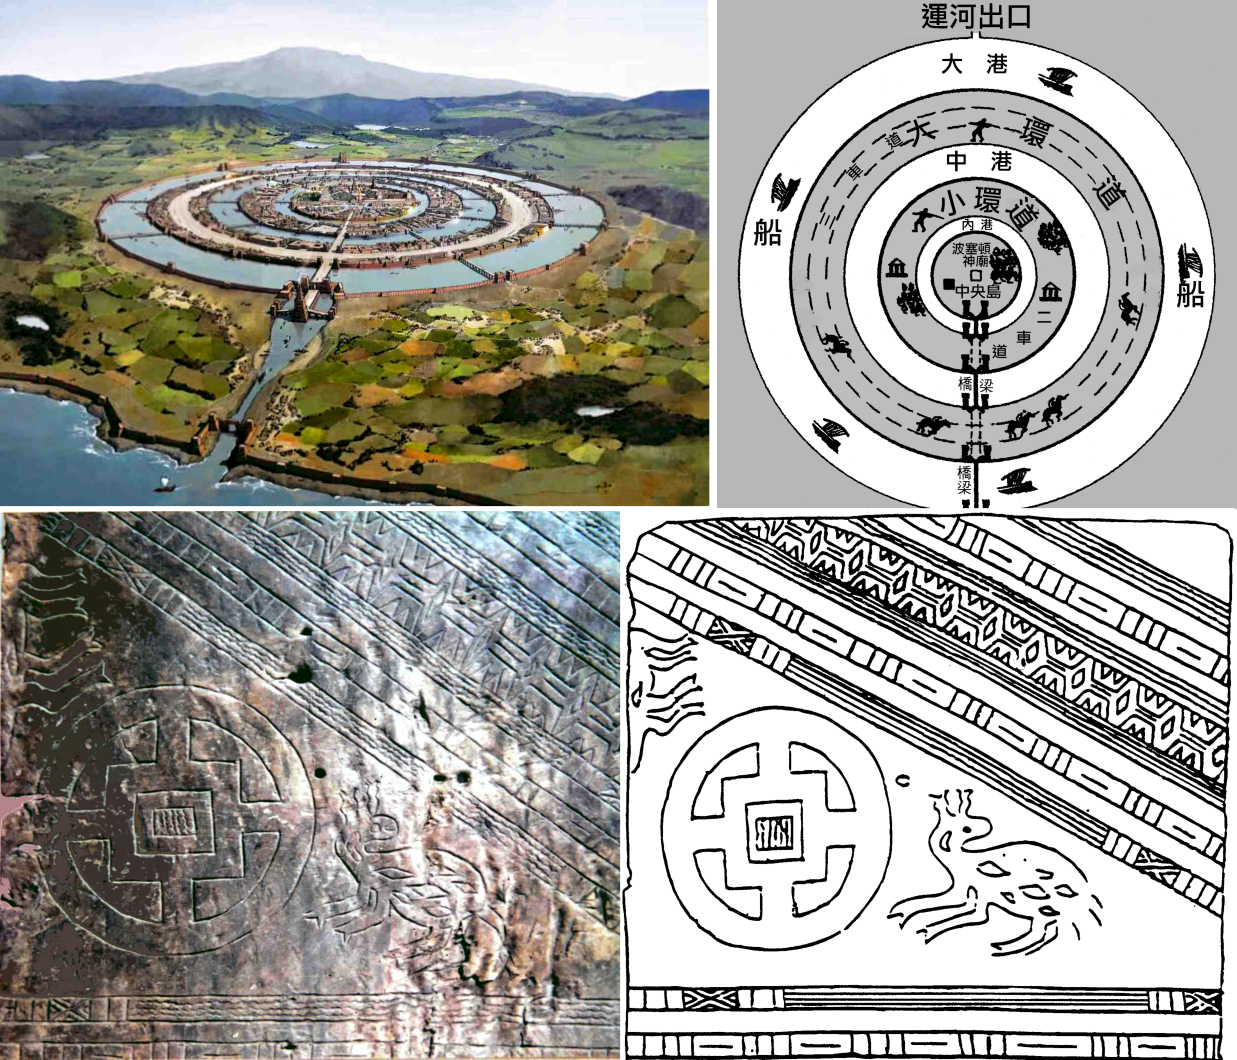 運河出口
大 港
車 道 大 環 道
中 港
小 環 道
內 港
波塞頓
神廟
中央島
船
船
二 車 道
橋 梁
橋
梁